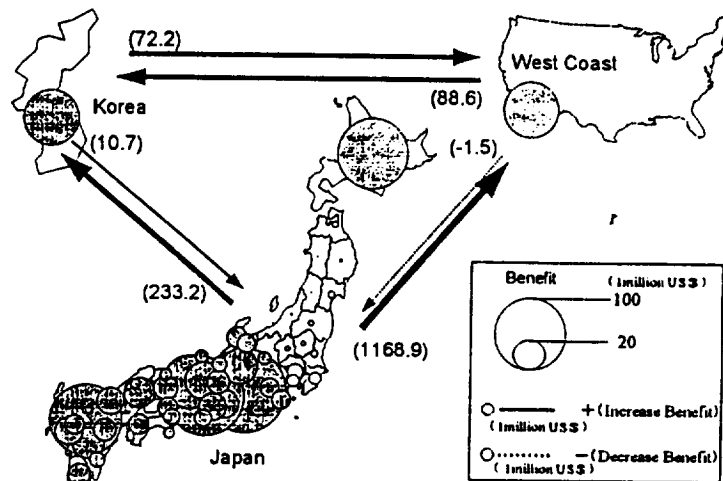 (72.2)
West Coast
(88.6)
Korea
(10.7)
(-1.5)
r
(233.2)
(1168.9)
Japan
Benefit
(1million US$)
100
20
+(Increase Benefit)
(1million US$)
-(Decrease Benefit)
(1million US$)